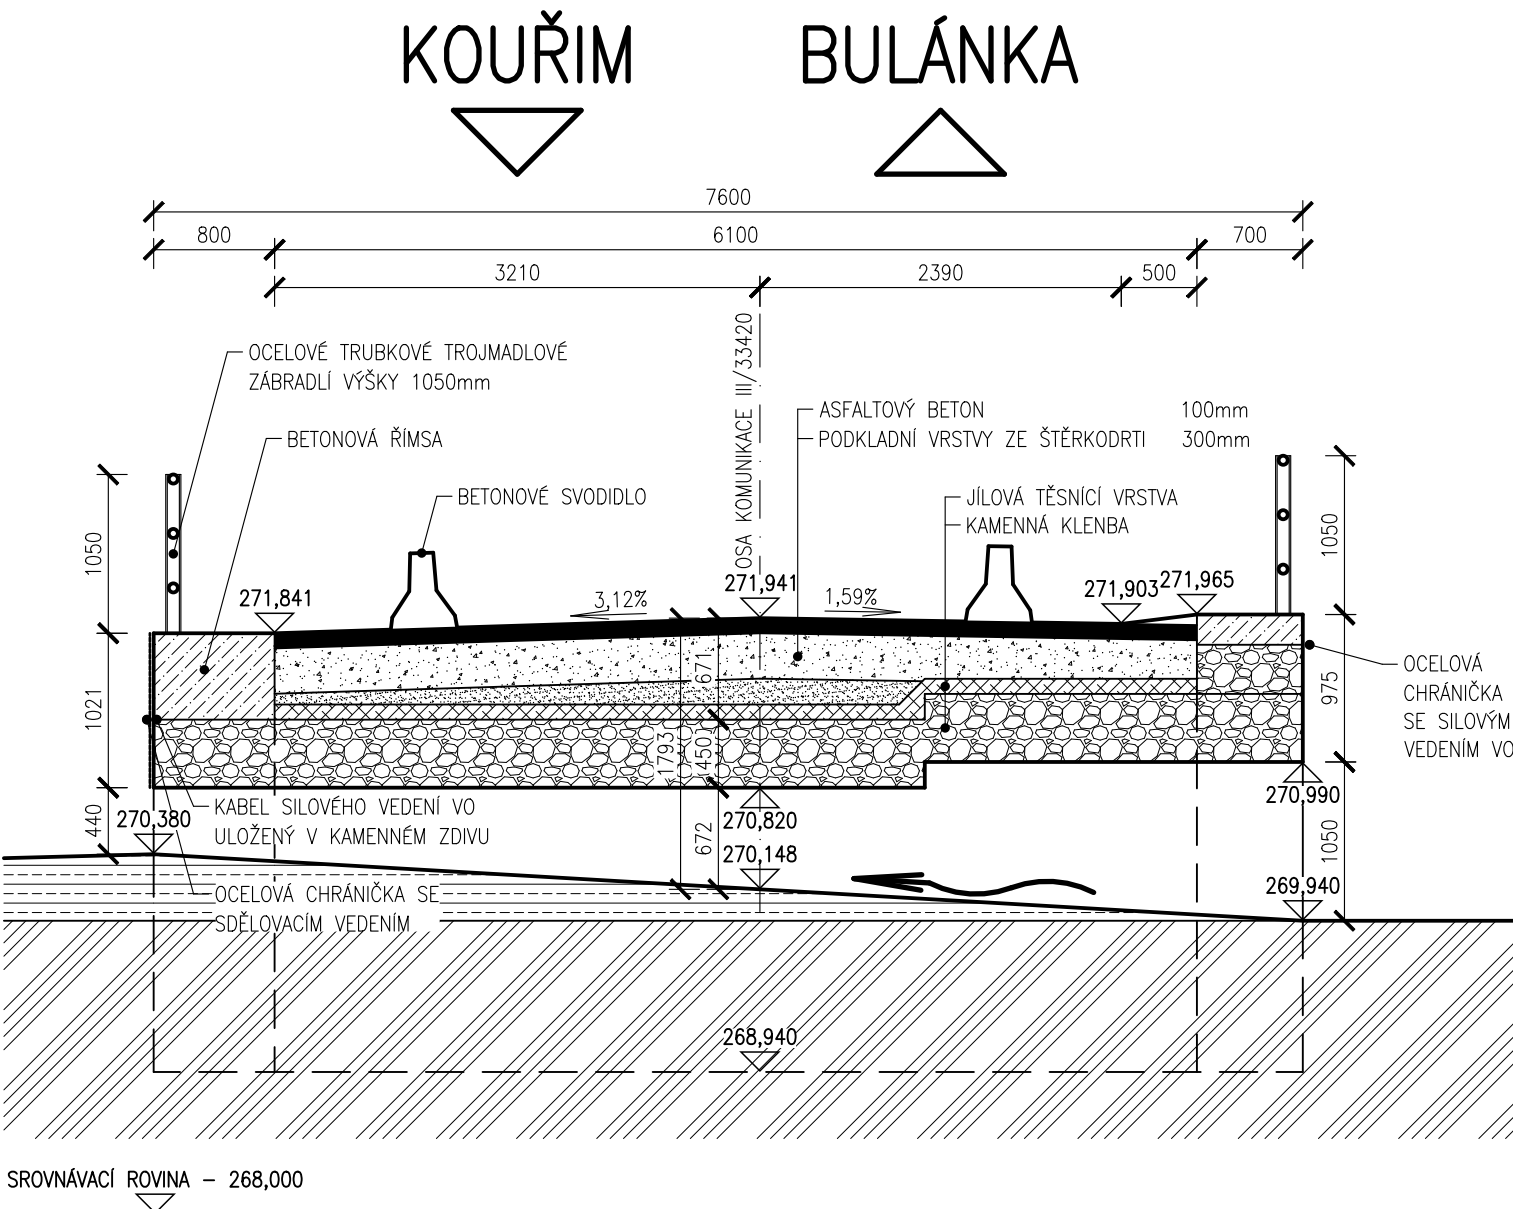 KOUŘIM BULÁNKA
7600
800 6100 700
3210 2390 500
OSA KOMUNIKACE III/33420
OCELOVÉ TRUBKOVÉ TROJMADLOVÉ
ZÁBRADLÍ VÝŠKY 1050mm
BETONOVÁ ŘÍMSA
ASFALTOVÝ BETON 100mm
PODKLADNÍ VRSTVY ZE ŠTĚRKODRTI 300mm
BETONOVÉ SVODIDLO
JÍLOVÁ TĚSNÍCÍ VRSTVA
KAMENNÁ KLENBA
1050
1050
271,841
3,12%
271,941
1,59%
271,903
271,965
1021
671
1793
450
975
OCELOVÁ
CHRÁNIČKA
SE SILOVÝM
VEDENÍM VO
440
270,380
KABEL SILOVÉHO VEDENÍ VO
ULOŽENÝ V KAMENNÉM ZDIVU
672
270,820
270,148
270,990
1050
269,940
OCELOVÁ CHRÁNIČKA SE
SDĚLOVACÍM VEDENÍM
268,940
SROVNÁVACÍ ROVINA – 268,000